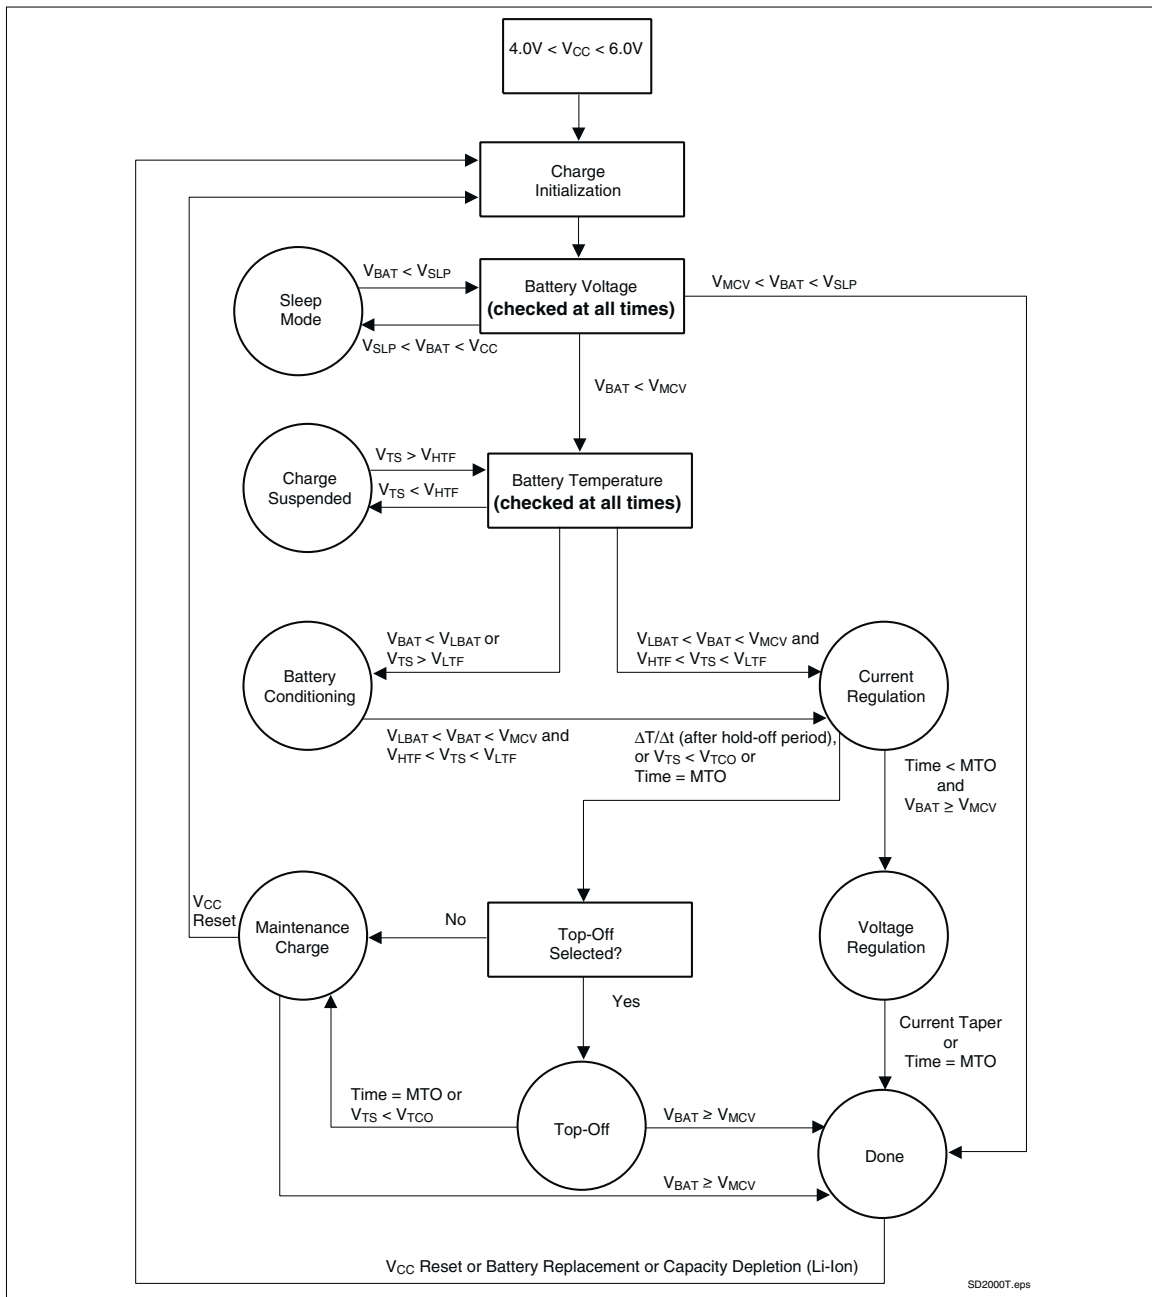 4.0V < VCC < 6.0V
Charge
Initialization
VBAT < VSLP
Sleep
Mode
VSLP < VBAT < VCC
Battery Voltage
(checked at all times)
VMCV < VBAT < VSLP
VBAT < VMCV
Charge
Suspended
VTS > VHTF
VTS < VHTF
Battery Temperature
(checked at all times)
VBAT < VLBAT or
VTS > VLTF
VLBAT < VBAT < VMCV and
VHTF < VTS < VLTF
Battery
Conditioning
Current
Regulation
VLBAT < VBAT < VMCV and
VHTF < VTS < VLTF
ΔT/Δt (after hold-off period),
or VTS < VTCO or
Time = MTO
Time < MTO
and
VBAT ≥ VMCV
VCC
Reset
Maintenance
Charge
No
Top-Off
Selected?
Voltage
Regulation
Yes
Current Taper
or
Time = MTO
Time = MTO or
VTS < VTCO
Top-Off
VBAT ≥ VMCV
Done
VBAT ≥ VMCV
VCC Reset or Battery Replacement or Capacity Depletion (Li-Ion)
SD2000T.eps